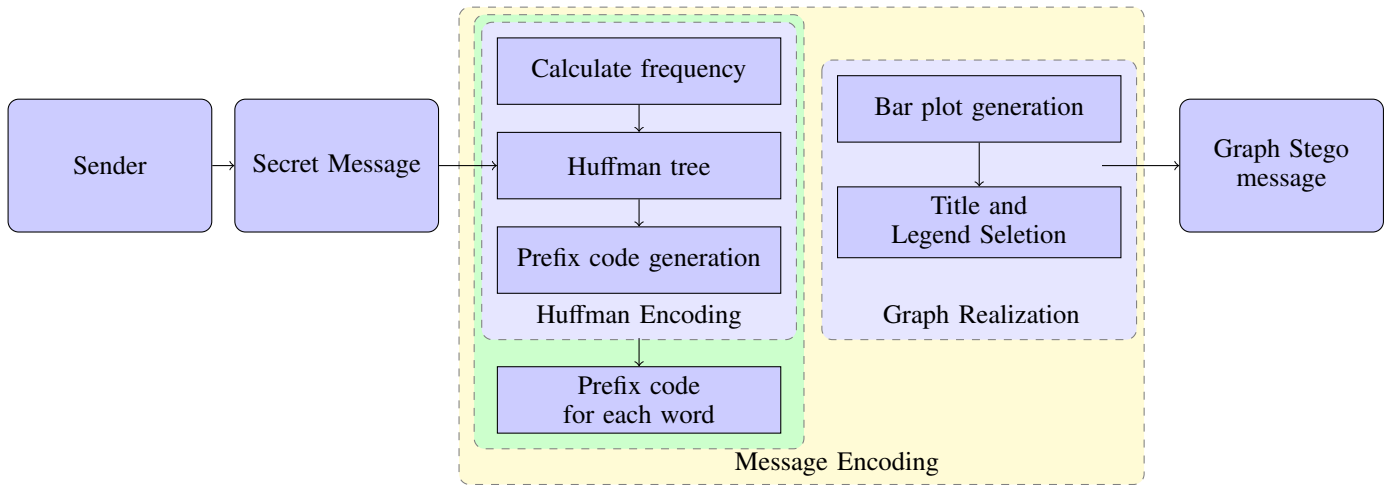 Sender
Secret Message
Calculate frequency
Huffman tree
Prefix code generation
Huffman Encoding
Prefix code
for each word
Bar plot generation
Title and
Legend Seletion
Graph Realization
Message Encoding
Graph Stego
message